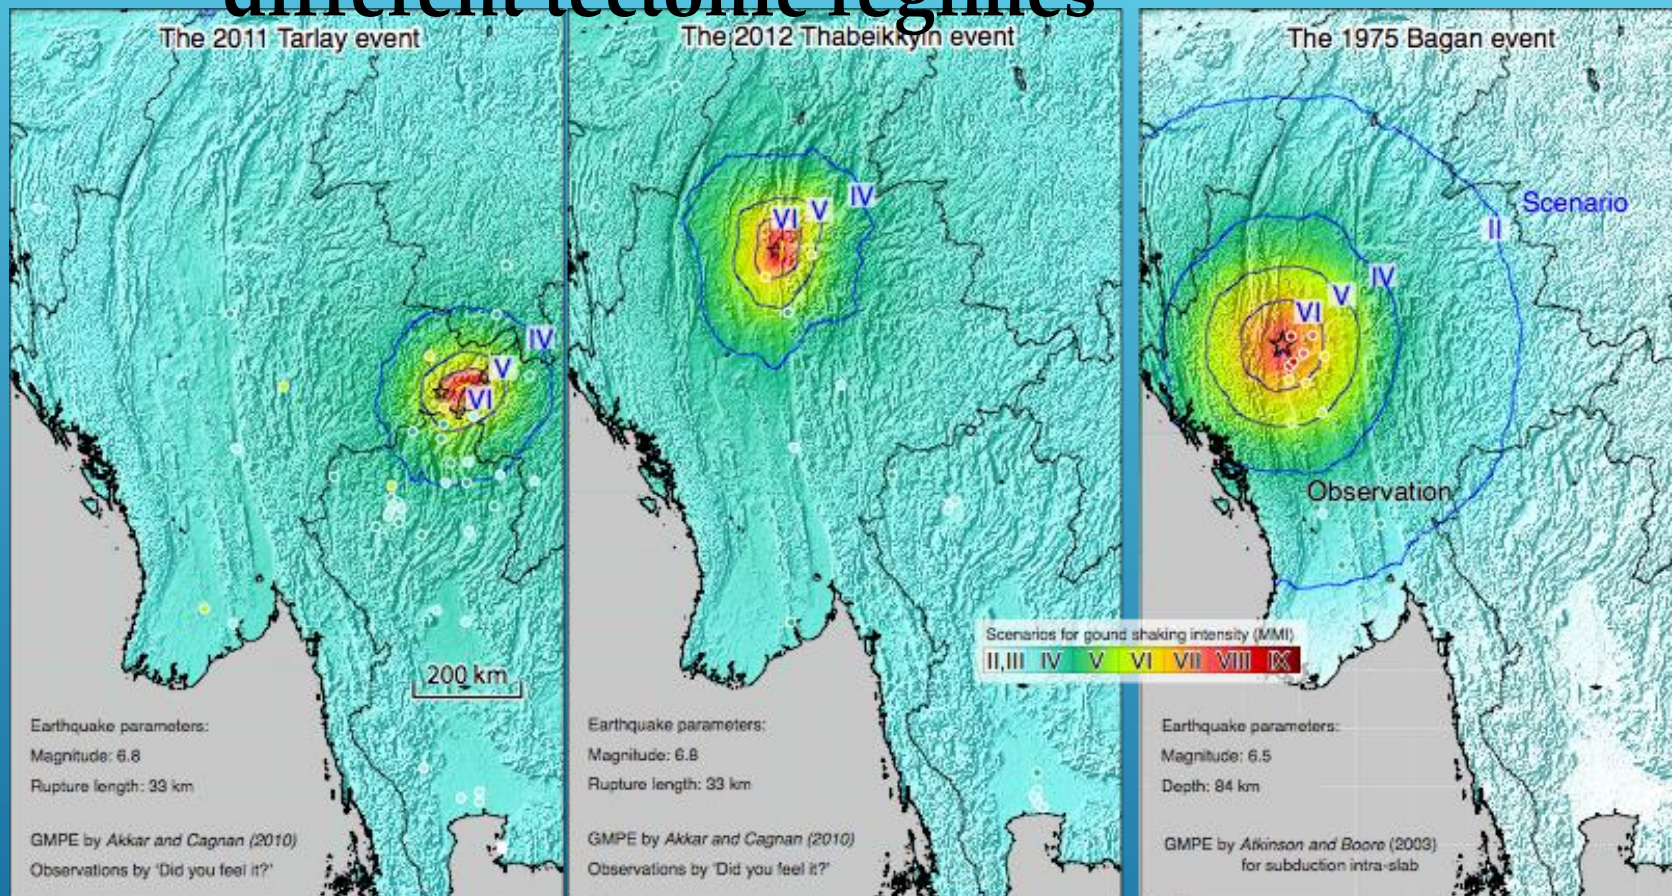 different tectonic regimes
The 2011 Tarlay event
IV
V
VI
200 km
Earthquake parameters:
Magnitude: 6.8
Rupture length: 33 km
GMPE by Akkar and Cagnan (2010)
Observations by 'Did you feel it?'
The 2012 Thabeikkyin event
VI
V
IV
Earthquake parameters:
Magnitude: 6.8
Rupture length: 33 km
GMPE by Akkar and Cagnan (2010)
Observations by 'Did you feel it?'
The 1975 Bagan event
Scenario
II
IV
V
VI
Observation
Scenarios for gound shaking intensity (MMI)
II,III IV V VI VII VIII IX
Earthquake parameters:
Magnitude: 6.5
Depth: 84 km
GMPE by Atkinson and Boore (2003)
for subduction intra-slab